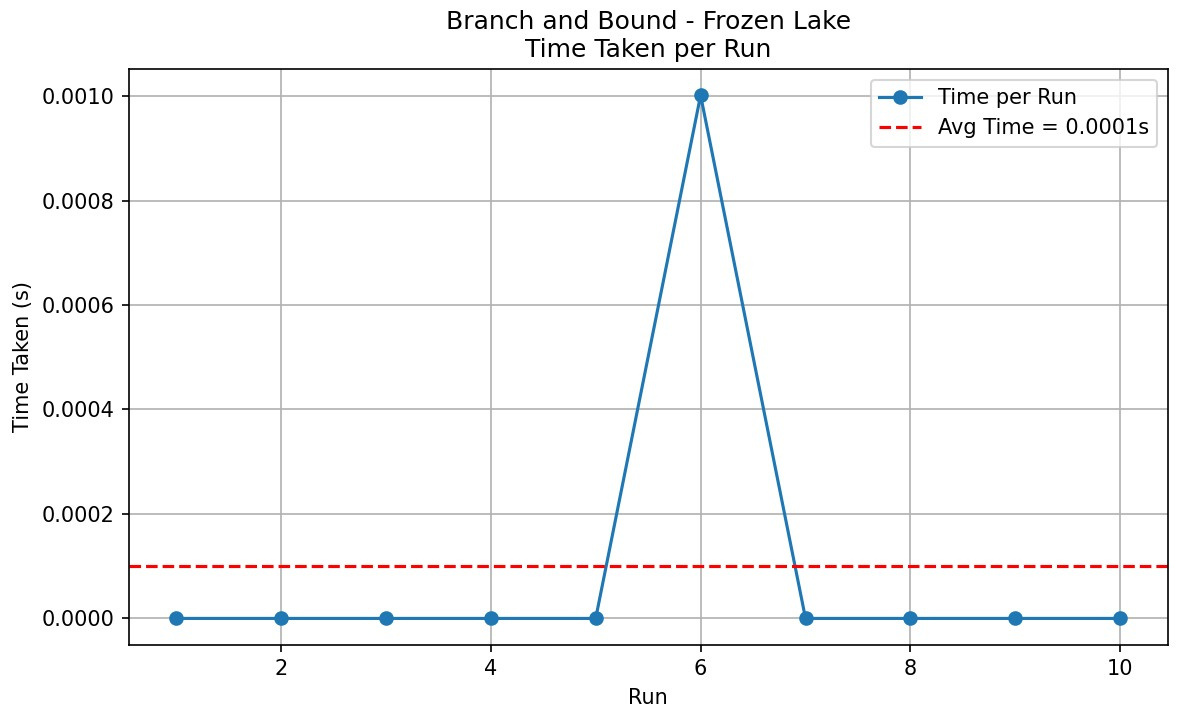 Branch and Bound - Frozen Lake
Time Taken per Run
Time per Run
Avg Time = 0.0001s
Time Taken (s)
0.0010
0.0008
0.0006
0.0004
0.0002
0.0000
2 4 6 8 10
Run